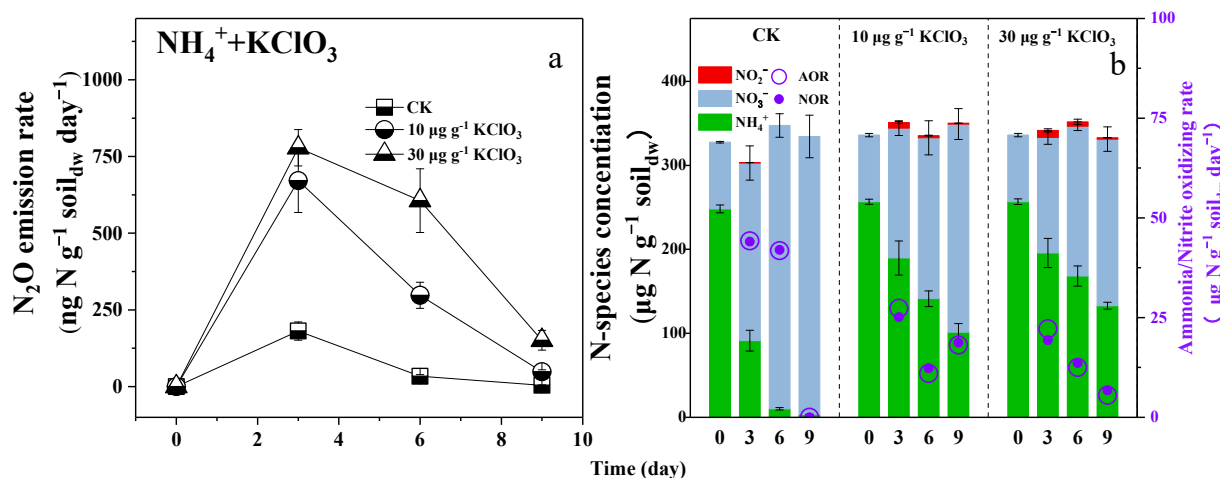 NH₄⁺+KClO₃
a
CK
10 μg g⁻¹ KClO₃
30 μg g⁻¹ KClO₃
N₂O emission rate
(ng N g⁻¹ soil_dw day⁻¹)
1000
750
500
250
0
0 2 4 6 8 10
CK
10 μg g⁻¹ KClO₃
30 μg g⁻¹ KClO₃
b
NO₂⁻
NO₃⁻
NH₄⁺
AOR
NOR
N-species concentration
(μg N g⁻¹ soil_dw)
400
300
200
100
0
0 3 6 9 0 3 6 9 0 3 6 9
100
75
50
25
0
Ammonia/Nitrite oxidizing rate
( μg N g⁻¹ soil_dw day⁻¹)
Time (day)